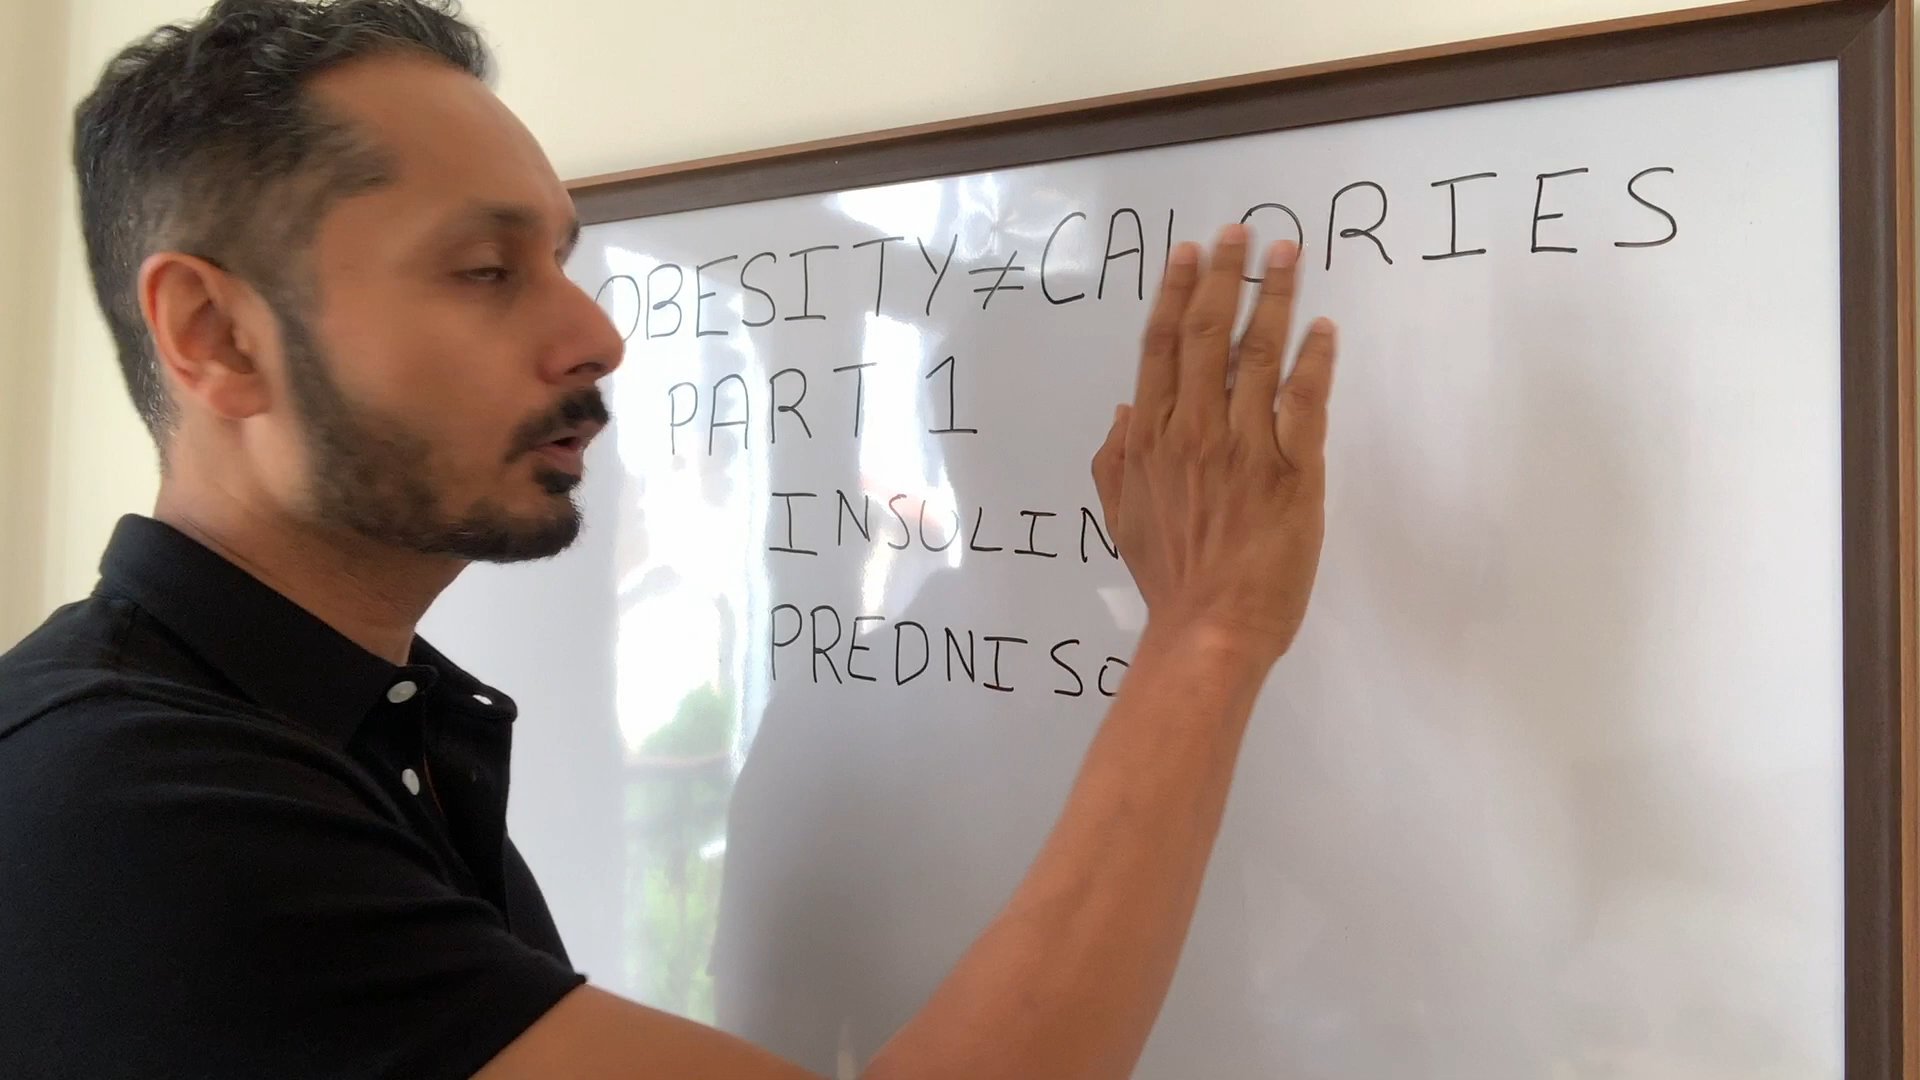 OBESITY ≠ CALORIES
PART 1
INSULIN
PREDNISO